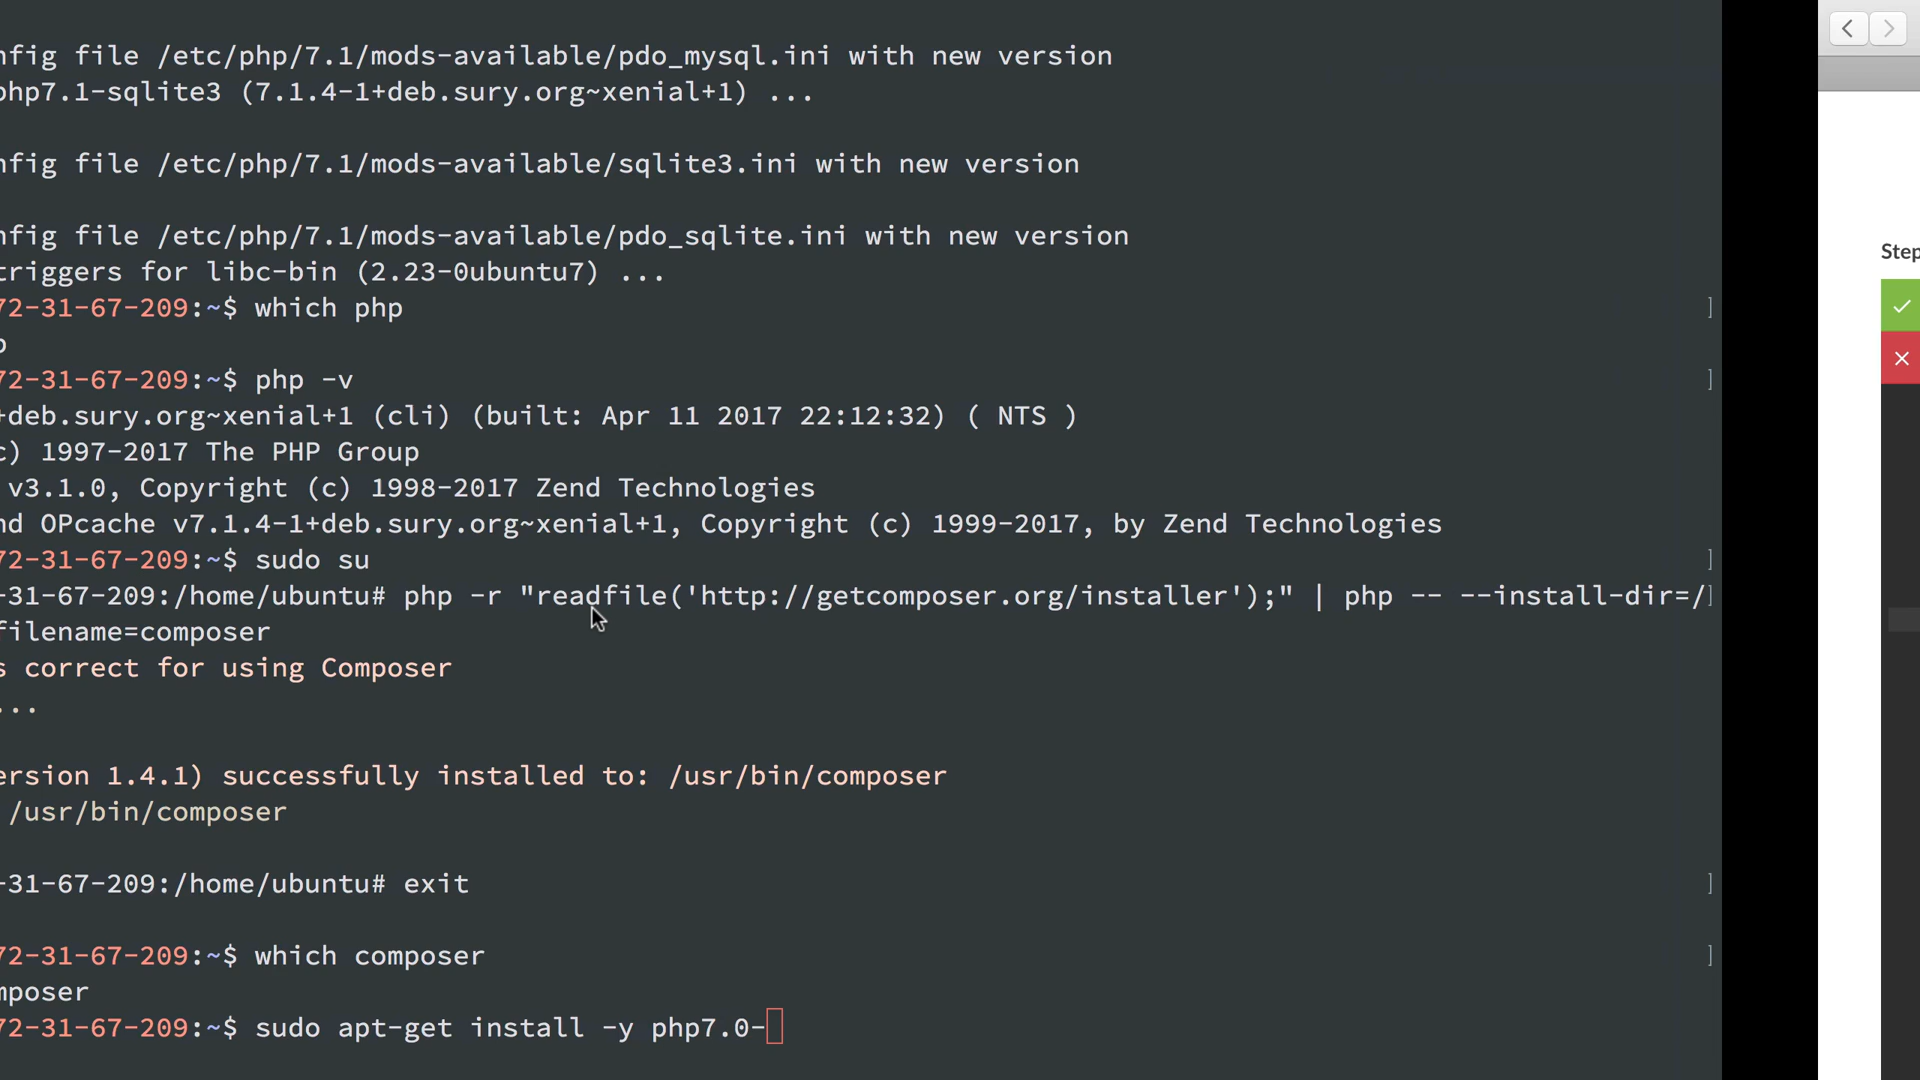 nfig file /etc/php/7.1/mods-available/pdo_mysql.ini with new version
php7.1-sqlite3 (7.1.4-1+deb.sury.org~xenial+1) ...
nfig file /etc/php/7.1/mods-available/sqlite3.ini with new version
nfig file /etc/php/7.1/mods-available/pdo_sqlite.ini with new version
triggers for libc-bin (2.23-0ubuntu7) ...
72-31-67-209:~$ which php ]
p
72-31-67-209:~$ php -v ]
+deb.sury.org~xenial+1 (cli) (built: Apr 11 2017 22:12:32) ( NTS )
c) 1997-2017 The PHP Group
v3.1.0, Copyright (c) 1998-2017 Zend Technologies
nd OPcache v7.1.4-1+deb.sury.org~xenial+1, Copyright (c) 1999-2017, by Zend Technologies
72-31-67-209:~$ sudo su ]
-31-67-209:/home/ubuntu# php -r "readfile('http://getcomposer.org/installer');" | php -- --install-dir=/]
filename=composer
s correct for using Composer
...
ersion 1.4.1) successfully installed to: /usr/bin/composer
/usr/bin/composer
-31-67-209:/home/ubuntu# exit ]
72-31-67-209:~$ which composer ]
mposer
72-31-67-209:~$ sudo apt-get install -y php7.0-
Step